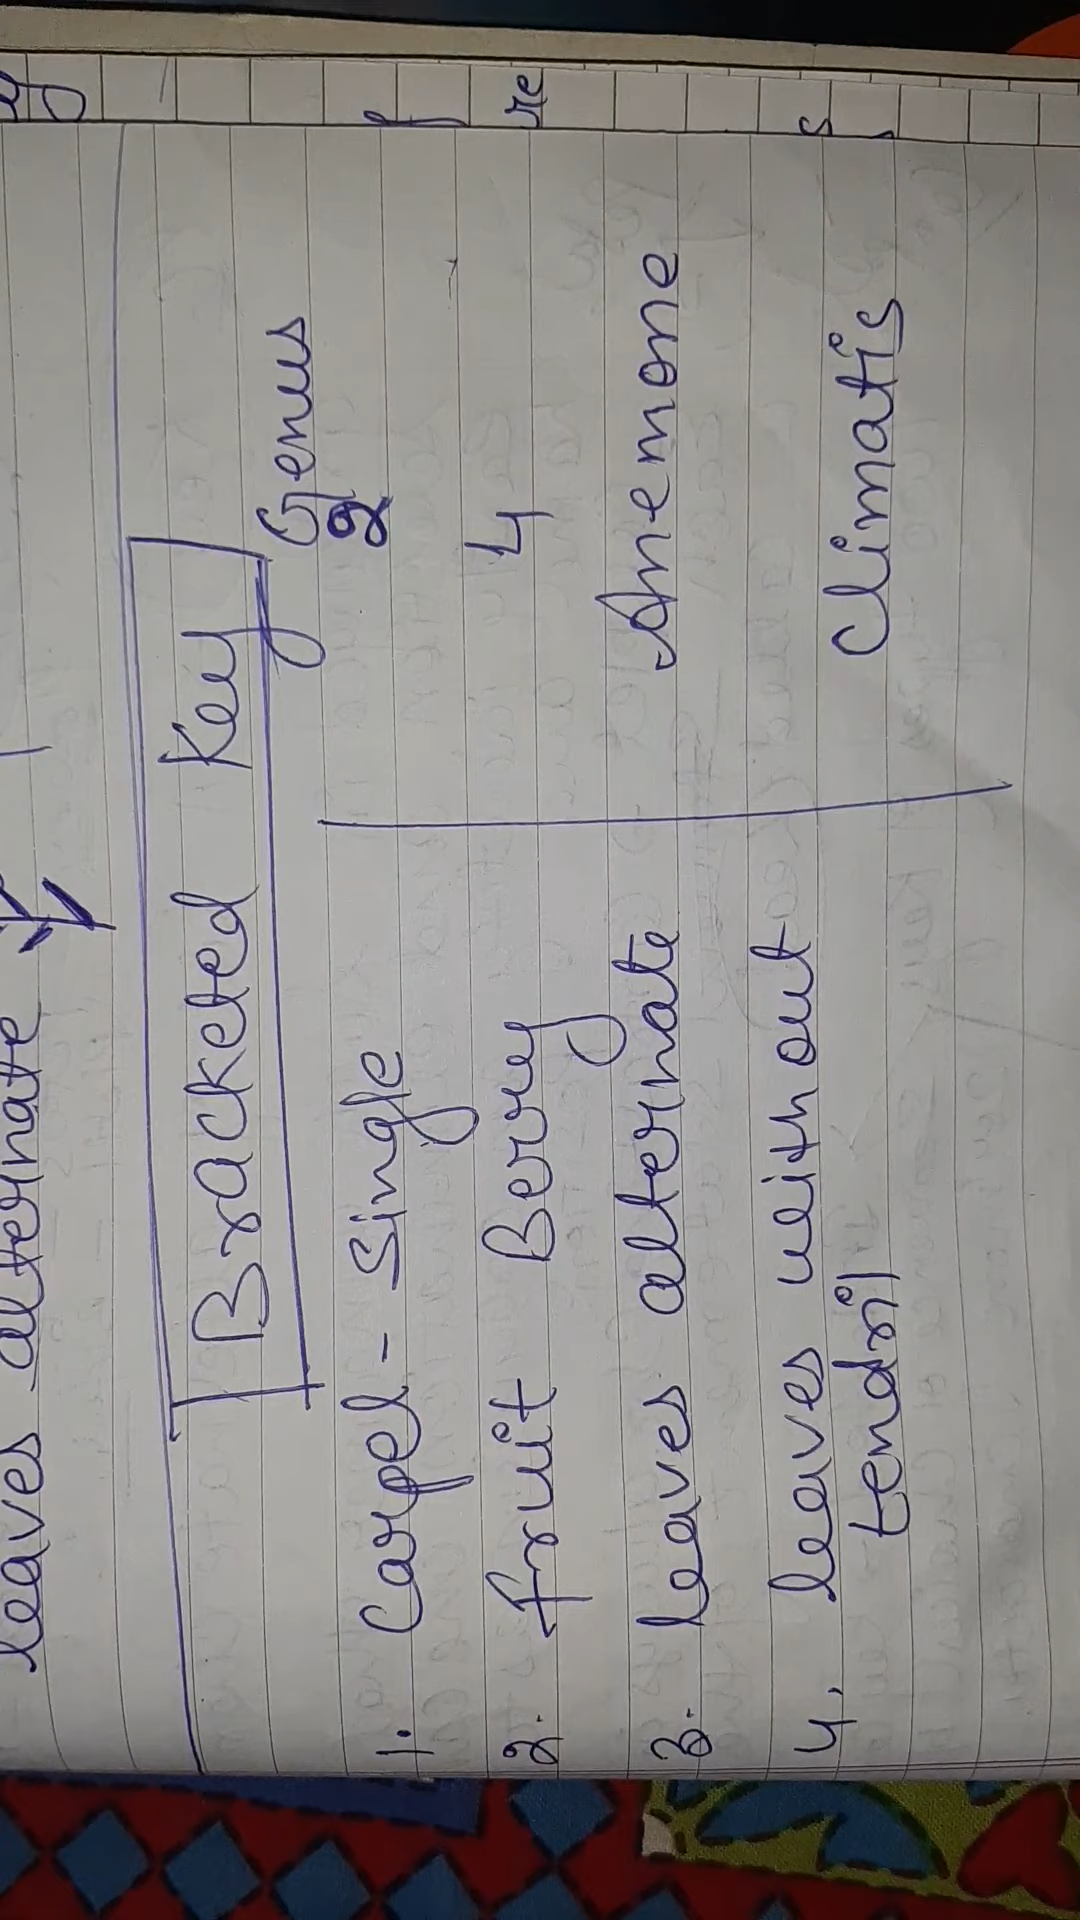 leaves alternate
Bracketed Key
Genus
1. Carpel - Single 2
2. fruit Berry 4
3. leaves alternate Anemone
4. leaves without Climatis
tendril